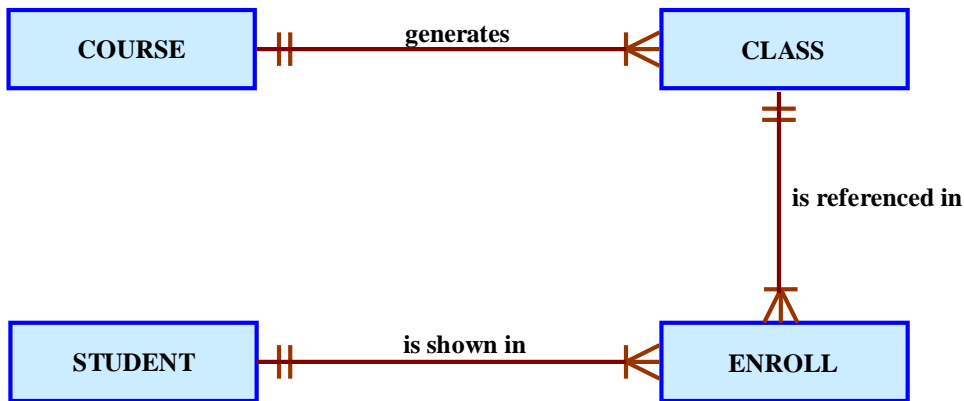 COURSE
generates
CLASS
is referenced in
STUDENT
is shown in
ENROLL